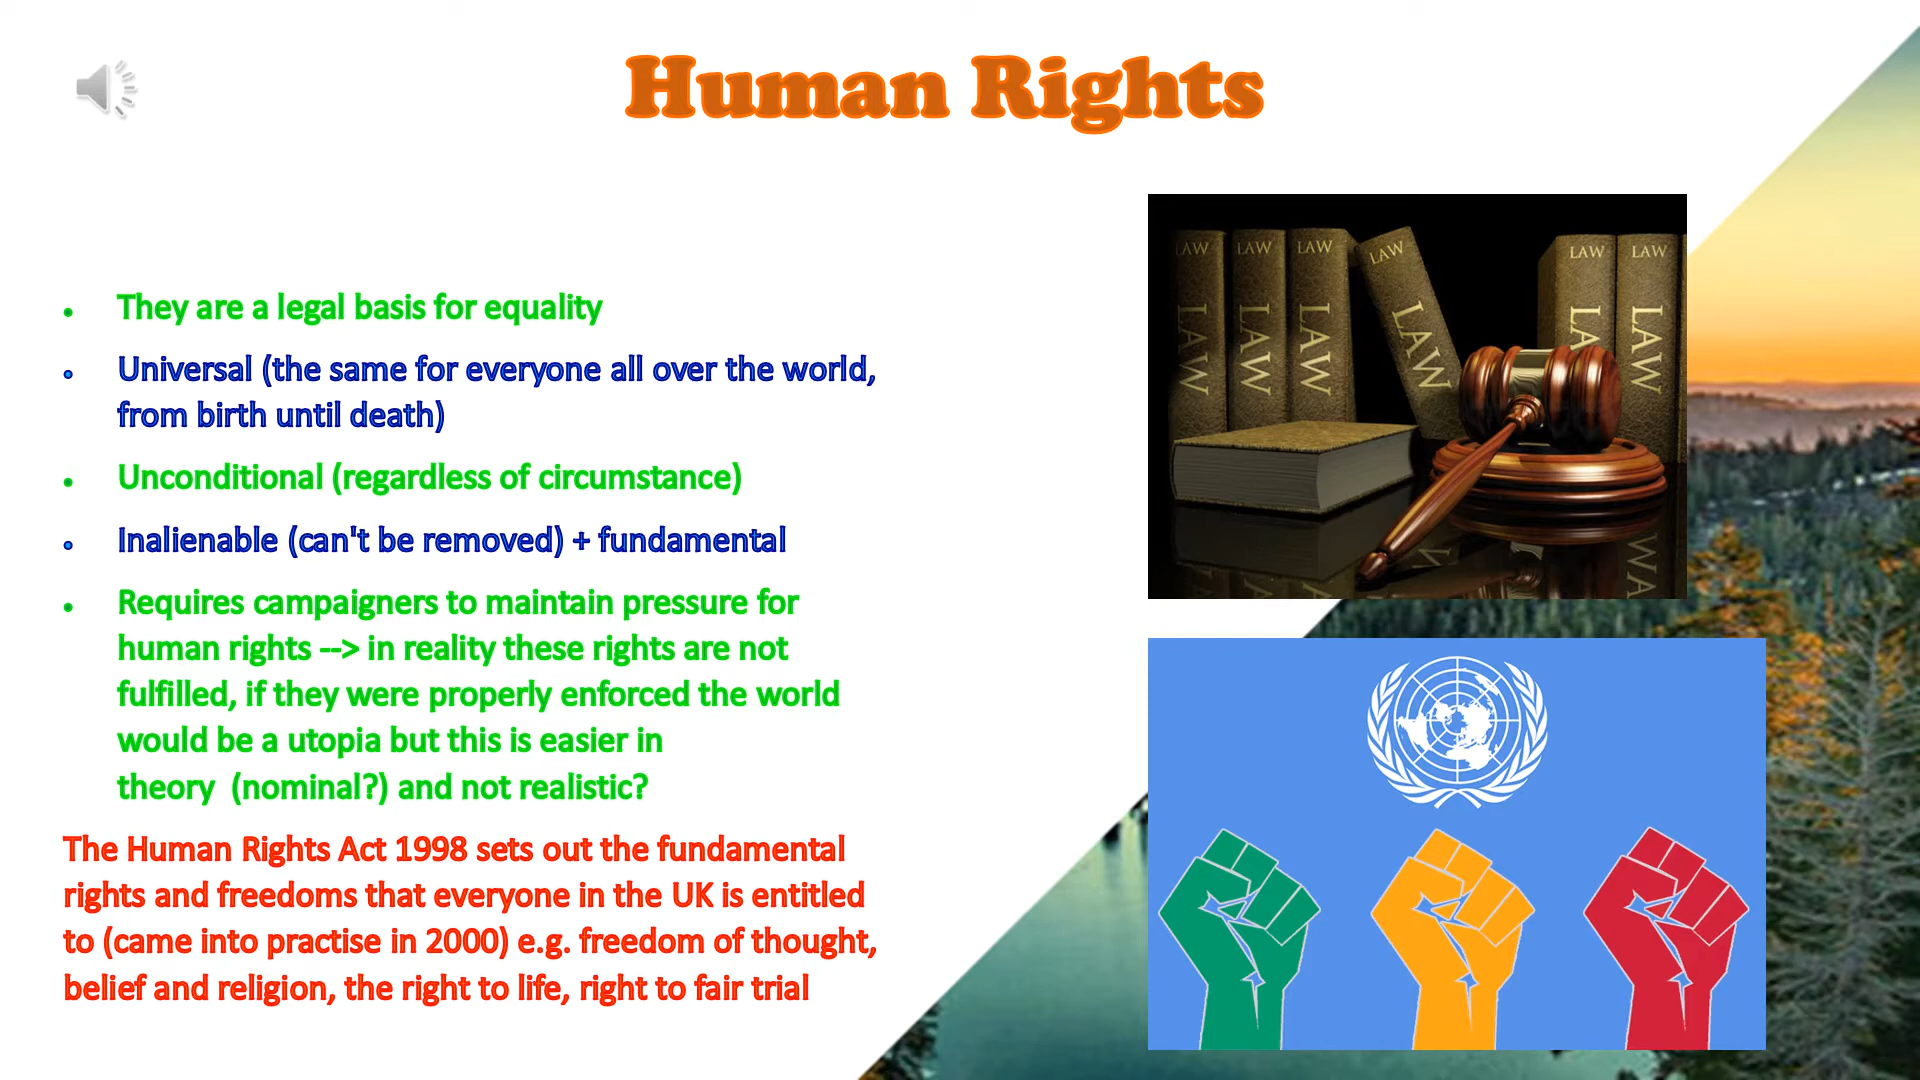 Human Rights
They are a legal basis for equality
Universal (the same for everyone all over the world,
from birth until death)
Unconditional (regardless of circumstance)
Inalienable (can't be removed) + fundamental
Requires campaigners to maintain pressure for
human rights --> in reality these rights are not
fulfilled, if they were properly enforced the world
would be a utopia but this is easier in
theory  (nominal?) and not realistic?
The Human Rights Act 1998 sets out the fundamental
rights and freedoms that everyone in the UK is entitled
to (came into practise in 2000) e.g. freedom of thought,
belief and religion, the right to life, right to fair trial
LAW LAW LAW LAW LAW LAW
LAW LAW LAW LAW LAW LAW